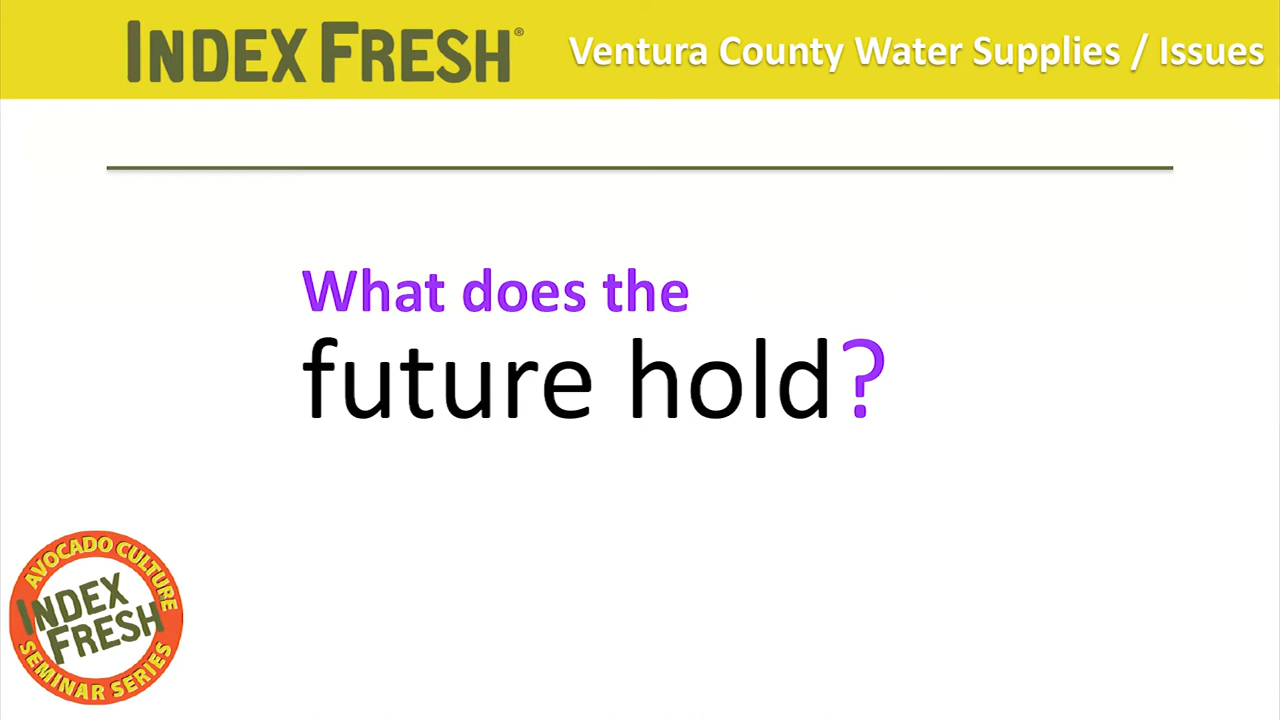 INDEX FRESH®
Ventura County Water Supplies / Issues
What does the
future hold?
AVOCADO CULTURE
INDEX
FRESH
SEMINAR SERIES